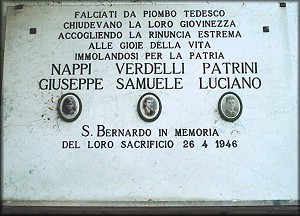 FALCIATI DA PIOMBO TEDESCO
CHIUDEVANO LA LORO GIOVINEZZA
ACCOGLIENDO LA RINUNCIA ESTREMA
ALLE GIOIE DELLA VITA
IMMOLANDOSI PER LA PATRIA
NAPPI VERDELLI PATRINI
GIUSEPPE SAMUELE LUCIANO
S. BERNARDO IN MEMORIA
DEL LORO SACRIFICIO 26 4 1946